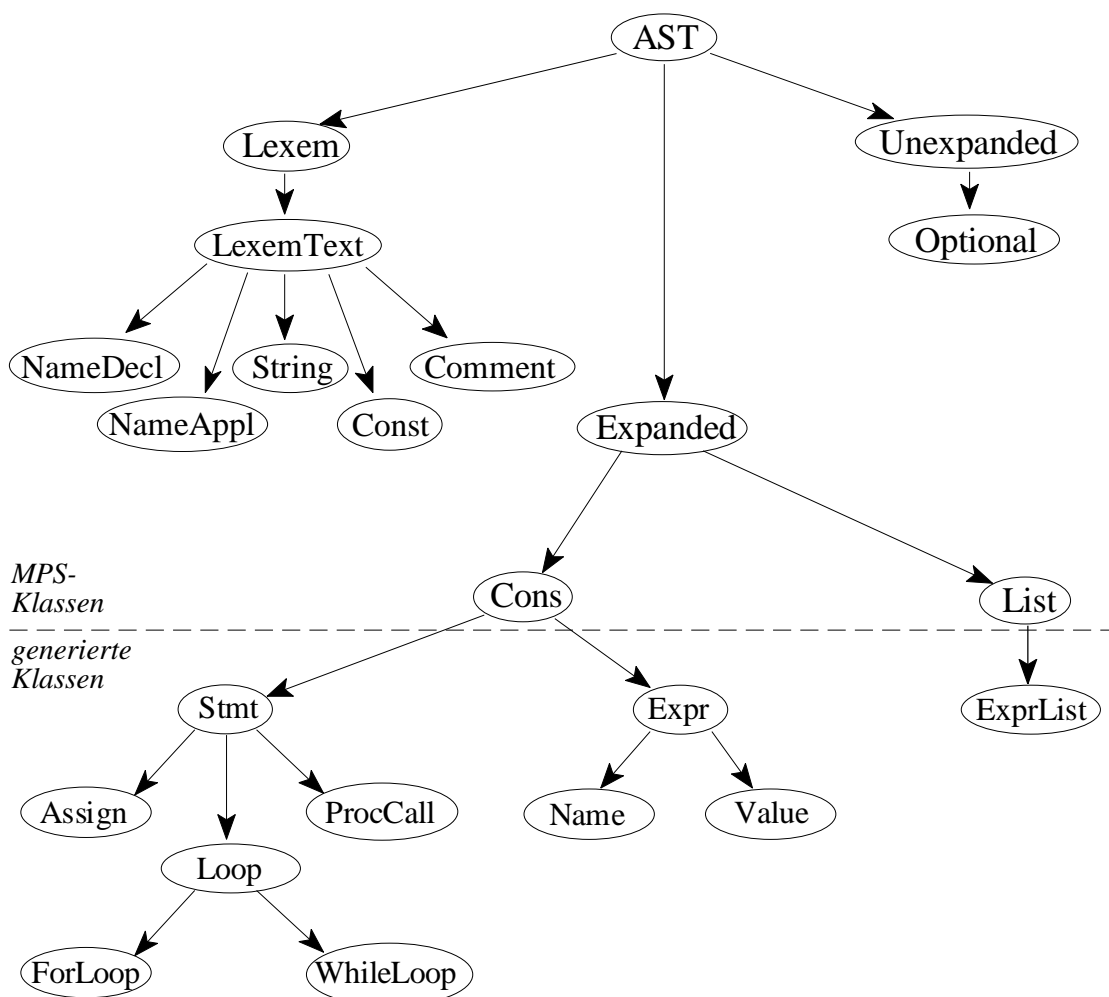 AST
Lexem
Unexpanded
LexemText
Optional
NameDecl
String
Comment
NameAppl
Const
Expanded
MPS-
Klassen
Cons
List
generierte
Klassen
Stmt
Expr
ExprList
Assign
ProcCall
Name
Value
Loop
ForLoop
WhileLoop